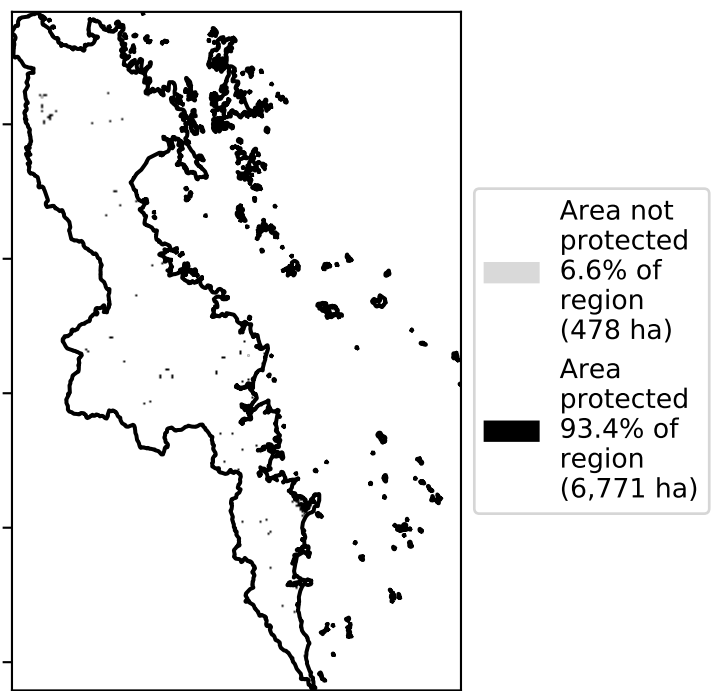 Area not
protected
6.6% of
region
(478 ha)
Area
protected
93.4% of
region
(6,771 ha)